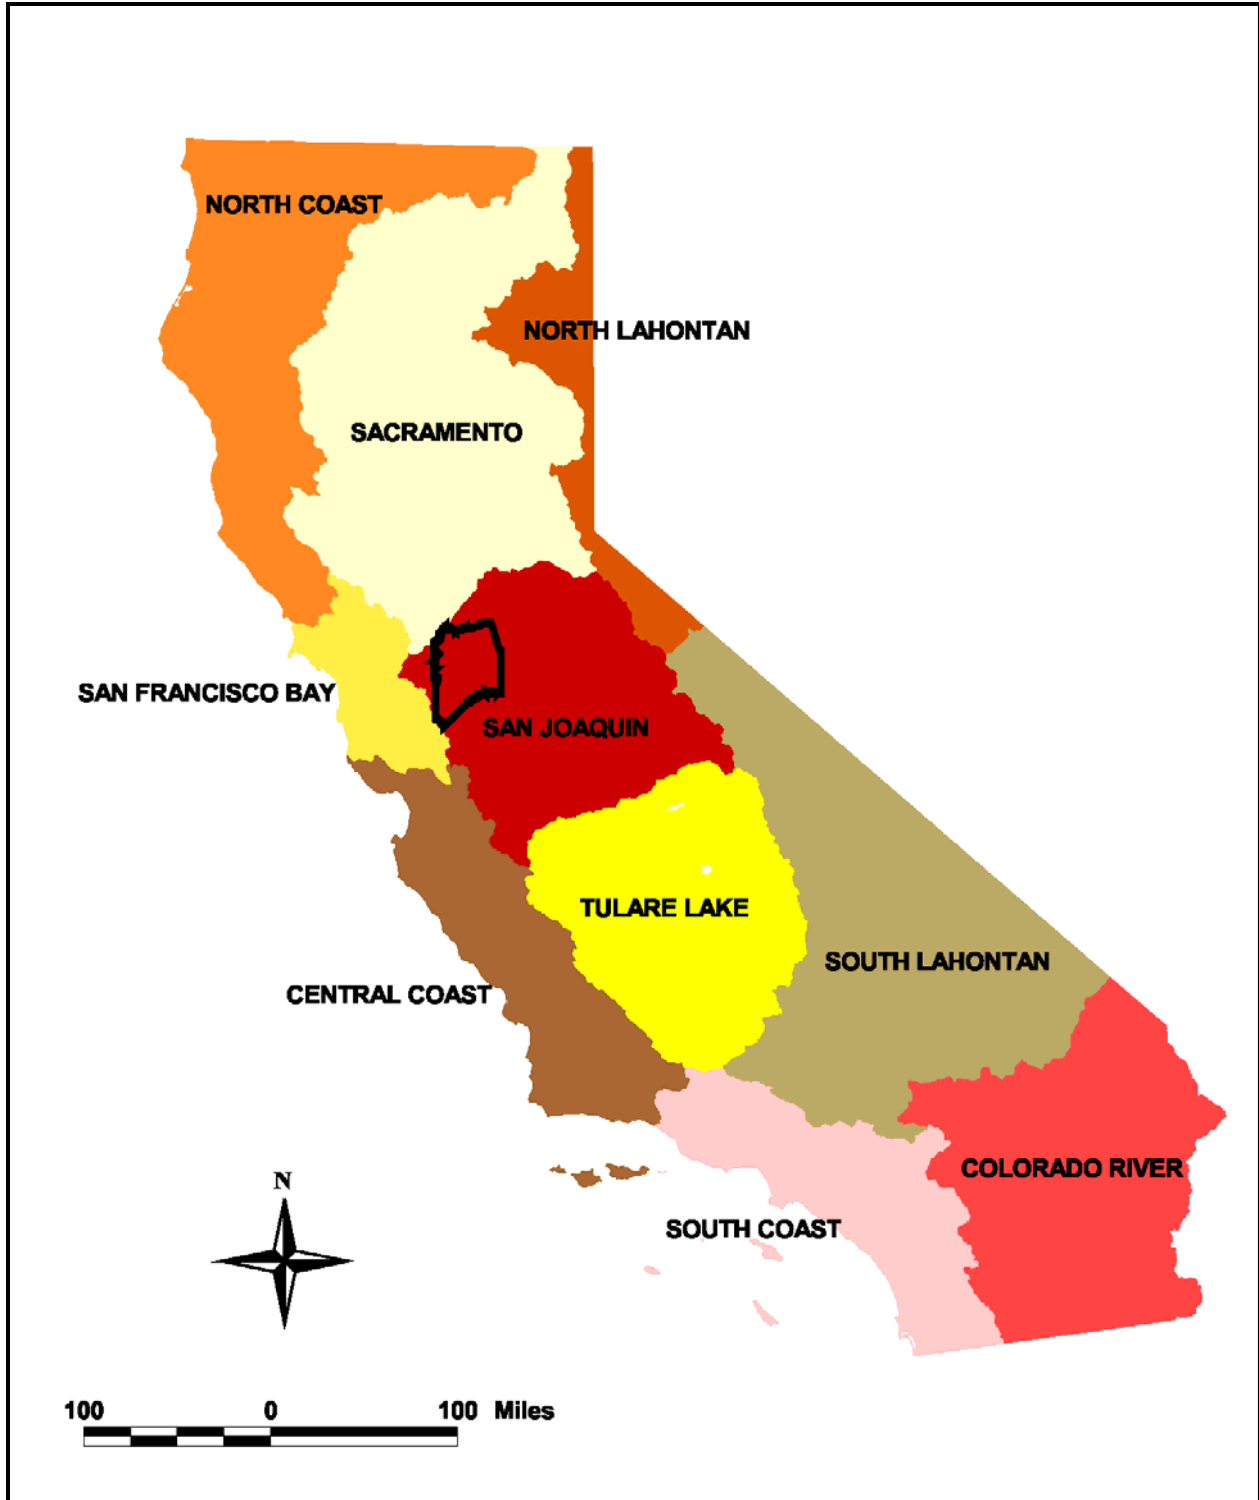 NORTH COAST
NORTH LAHONTAN
SACRAMENTO
SAN FRANCISCO BAY
SAN JOAQUIN
TULARE LAKE
SOUTH LAHONTAN
CENTRAL COAST
COLORADO RIVER
N
SOUTH COAST
100 0 100 Miles